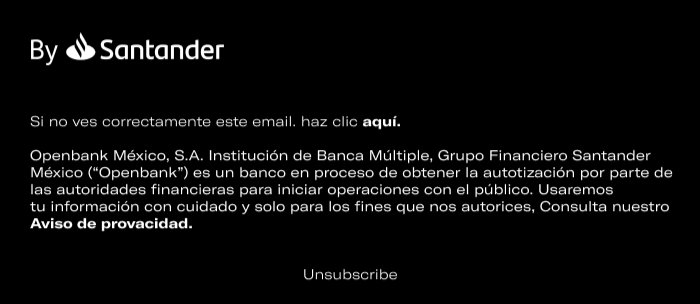 By Santander
Si no ves correctamente este email. haz clic aquí.
Openbank México, S.A. Institución de Banca Múltiple, Grupo Financiero Santander
México (“Openbank”) es un banco en proceso de obtener la autotización por parte de
las autoridades financieras para iniciar operaciones con el público. Usaremos
tu información con cuidado y solo para los fines que nos autorices, Consulta nuestro
Aviso de provacidad.
Unsubscribe